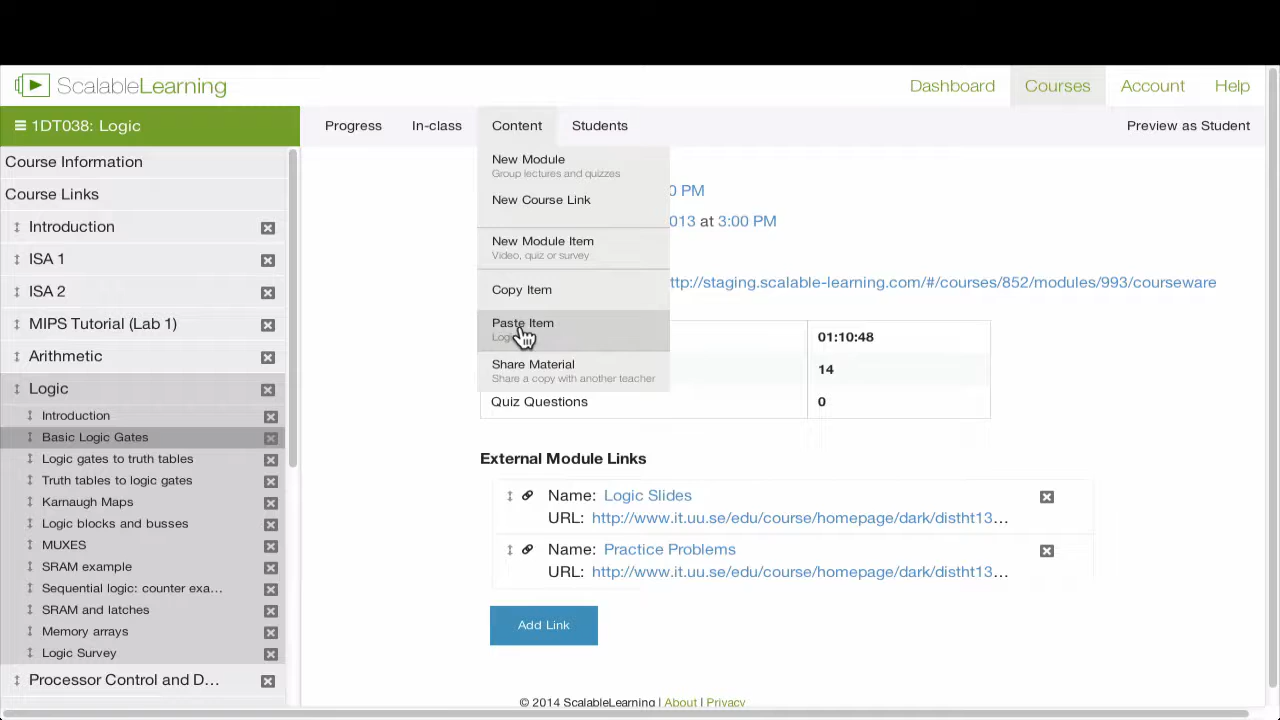 ScalableLearning
Dashboard
Courses
Account
Help
1DT038: Logic
Progress
In-class
Content
Students
Preview as Student
Course Information
Course Links
Introduction
ISA 1
ISA 2
MIPS Tutorial (Lab 1)
Arithmetic
Logic
Introduction
Basic Logic Gates
Logic gates to truth tables
Truth tables to logic gates
Karnaugh Maps
Logic blocks and busses
MUXES
SRAM example
Sequential logic: counter exa...
SRAM and latches
Memory arrays
Logic Survey
Processor Control and D...
New Module
Group lectures and quizzes
New Course Link
New Module Item
Video, quiz or survey
Copy Item
Paste Item
Share Material
Share a copy with another teacher
0 PM
013 at 3:00 PM
ttp://staging.scalable-learning.com/#/courses/852/modules/993/courseware
01:10:48
14
Quiz Questions 0
External Module Links
Name: Logic Slides
URL: http://www.it.uu.se/edu/course/homepage/dark/distht13...
Name: Practice Problems
URL: http://www.it.uu.se/edu/course/homepage/dark/distht13...
Add Link
© 2014 ScalableLearning | About | Privacy